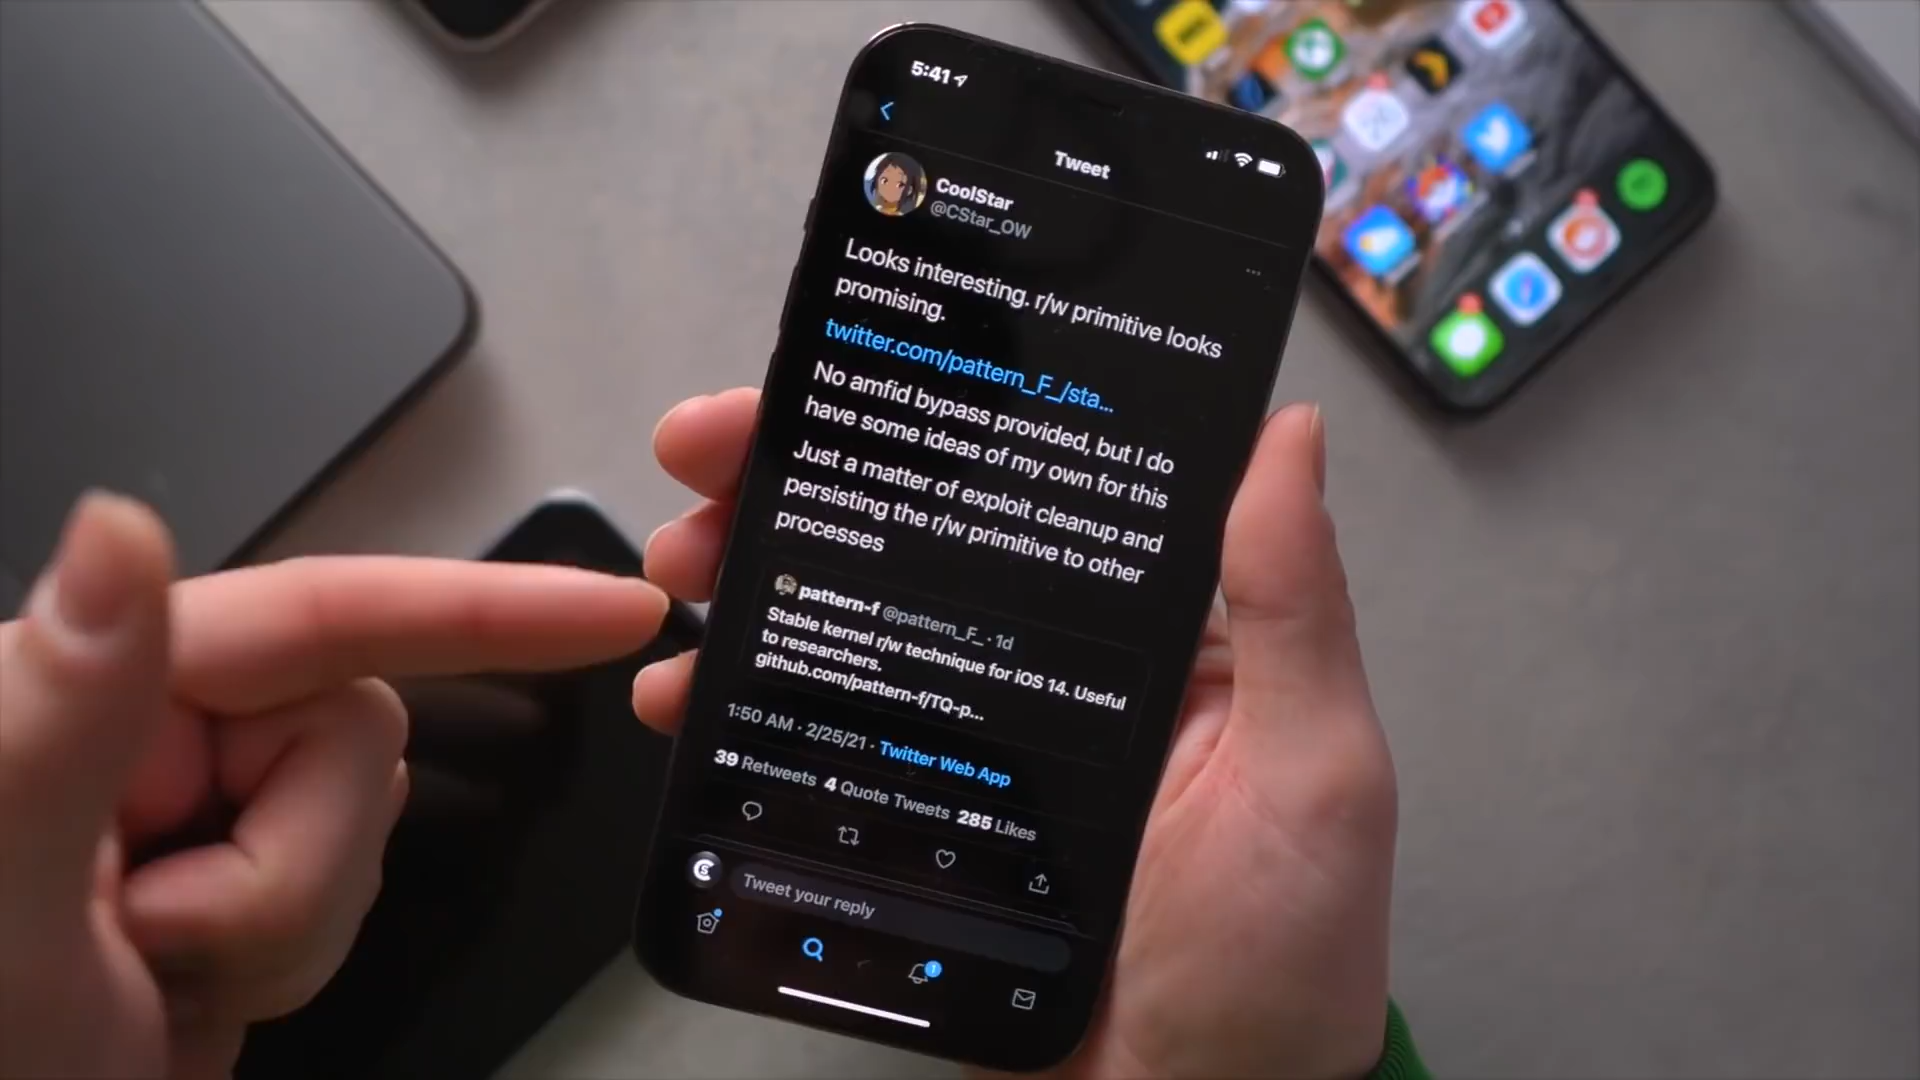 5:41
Tweet
CoolStar
@CStar_OW
Looks interesting. r/w primitive looks
promising.
twitter.com/pattern_F_/sta...
No amfid bypass provided, but I do
have some ideas of my own for this
Just a matter of exploit cleanup and
persisting the r/w primitive to other
processes
pattern-f @pattern_F_ · 1d
Stable kernel r/w technique for iOS 14. Useful
to researchers.
github.com/pattern-f/TQ-p...
1:50 AM · 2/25/21 · Twitter Web App
39 Retweets 4 Quote Tweets 285 Likes
Tweet your reply
1